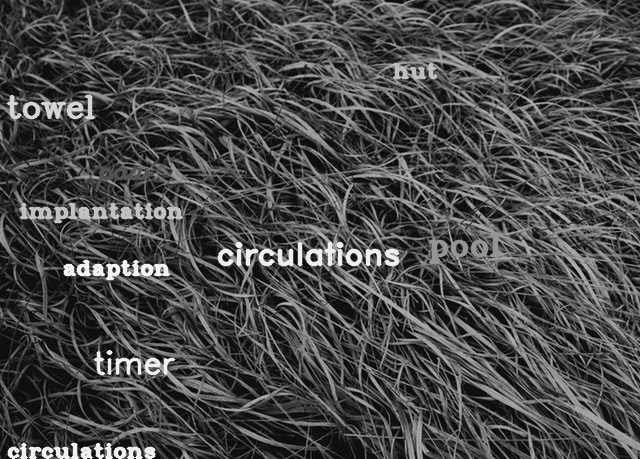 hut
towel
implantation
pool
circulations
adaption
timer
circulations